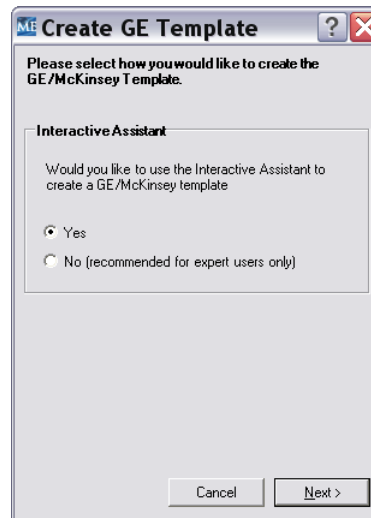 ME Create GE Template ?
Please select how you would like to create the
GE/McKinsey Template.
Interactive Assistant
Would you like to use the Interactive Assistant to
create a GE/McKinsey template
Yes
No (recommended for expert users only)
Cancel
Next >